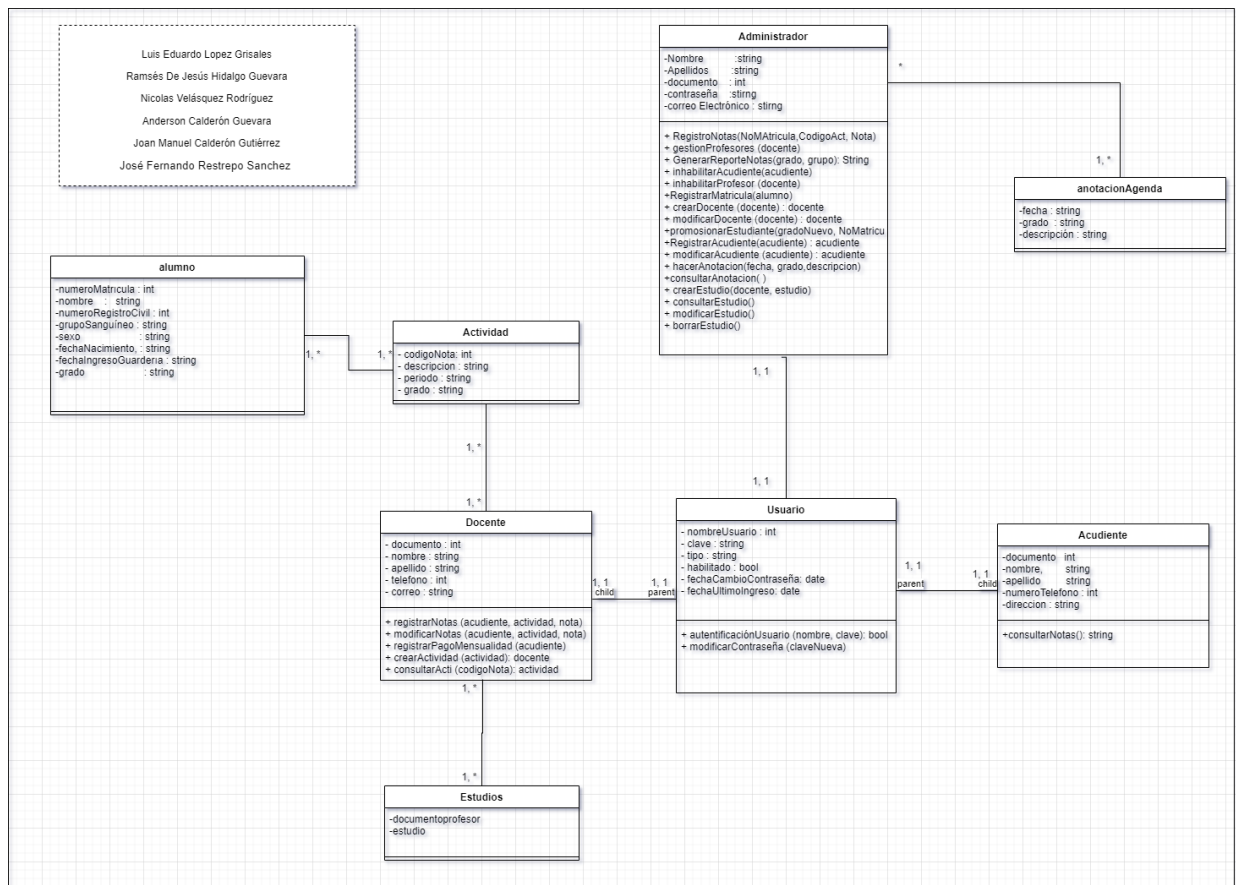 Luis Eduardo Lopez Grisales
Ramsés De Jesús Hidalgo Guevara
Nicolas Velásquez Rodríguez
Anderson Calderón Guevara
Joan Manuel Calderón Gutiérrez
José Fernando Restrepo Sanchez
Administrador
-Nombre :string
-Apellidos :string
-documento : int
-contraseña :stirng
-correo Electrónico : stirng
+ RegistroNotas(NoMAtricula,CodigoAct, Nota)
+ gestionProfesores (docente)
+ GenerarReporteNotas(grado, grupo): String
+ inhabilitarAcudiente(acudiente)
+ inhabilitarProfesor (docente)
+RegistrarMatricula(alumno)
+ crearDocente (docente) : docente
+ modificarDocente (docente) : docente
+promosionarEstudiante(gradoNuevo, NoMatricu
+RegistrarAcudiente(acudiente) : acudiente
+ modificarAcudiente (acudiente) : acudiente
+ hacerAnotacion(fecha, grado,descripcion)
+consultarAnotacion( )
+ crearEstudio(docente, estudio)
+ consultarEstudio()
+ modificarEstudio()
+ borrarEstudio()
*
1, *
anotacionAgenda
-fecha : string
-grado : string
-descripción : string
alumno
-numeroMatricula : int
-nombre : string
-numeroRegistroCivil : int
-grupoSanguíneo : string
-sexo : string
-fechaNacimiento, : string
-fechaIngresoGuardería : string
-grado : string
1, *
1, *
Actividad
- codigoNota: int
- descripcion : string
- periodo : string
- grado : string
1, *
1, *
1, 1
1, 1
Docente
- documento : int
- nombre : string
- apellido : string
- telefono : int
- correo : string
+ registrarNotas (acudiente, actividad, nota)
+ modificarNotas (acudiente, actividad, nota)
+ registrarPagoMensualidad (acudiente)
+ crearActividad (actividad): docente
+ consultarActi (codigoNota): actividad
1, 1
child
1, 1
parent
Usuario
- nombreUsuario : int
- clave : string
- tipo : string
- habilitado : bool
- fechaCambioContraseña: date
- fechaUltimoIngreso: date
+ autentificaciónUsuario (nombre, clave): bool
+ modificarContraseña (claveNueva)
1, 1
parent
1, 1
child
Acudiente
-documento int
-nombre, string
-apellido string
-numeroTelefono : int
-direccion : string
+consultarNotas(): string
1, *
1, *
Estudios
-documentoprofesor
-estudio